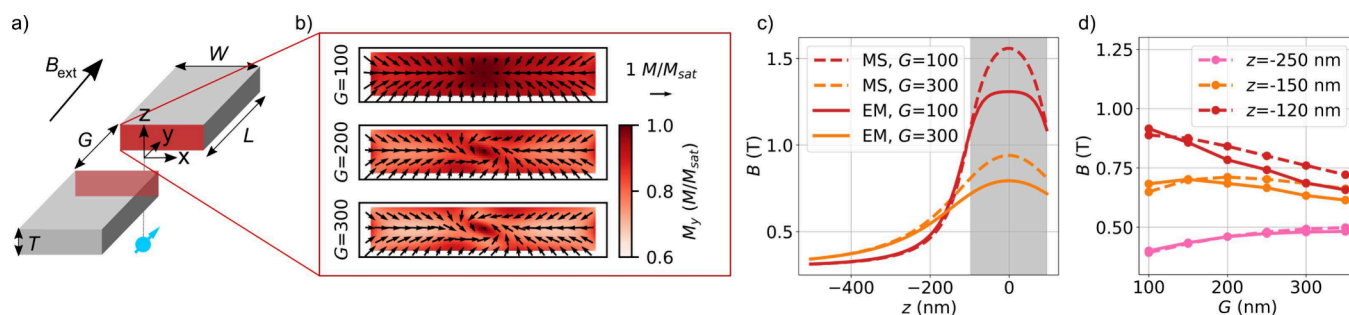 a)
B_ext
W
G
z
y
x
L
T
b)
G=100
G=200
G=300
1 M/M_sat
1.0
0.8
0.6
M_y (M/M_sat)
c)
B (T)
1.5
1.0
0.5
MS, G=100
MS, G=300
EM, G=100
EM, G=300
−400
−200
0
z (nm)
d)
B (T)
1.25
1.00
0.75
0.50
z=-250 nm
z=-150 nm
z=-120 nm
100
200
300
G (nm)